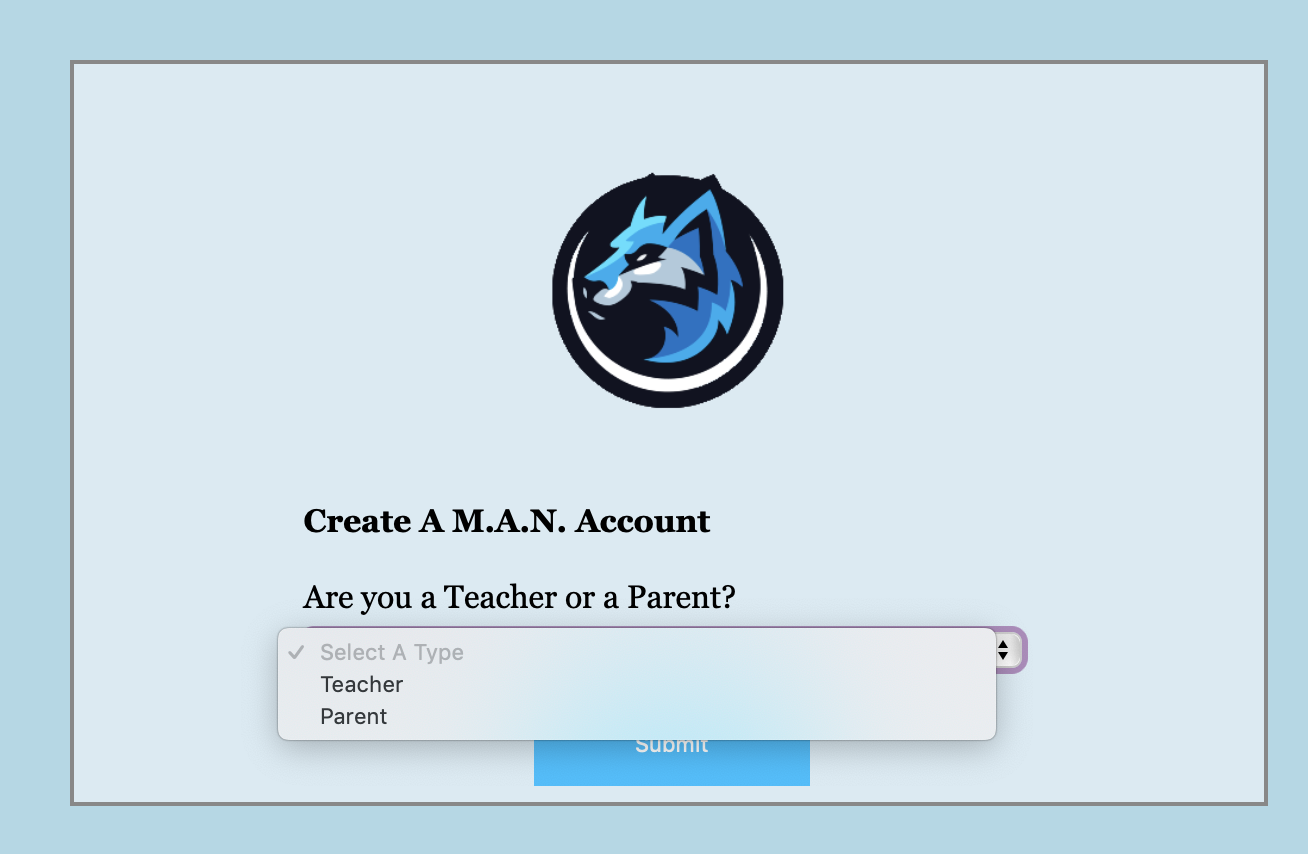 Create A M.A.N. Account
Are you a Teacher or a Parent?
Select A Type
Teacher
Parent
Submit